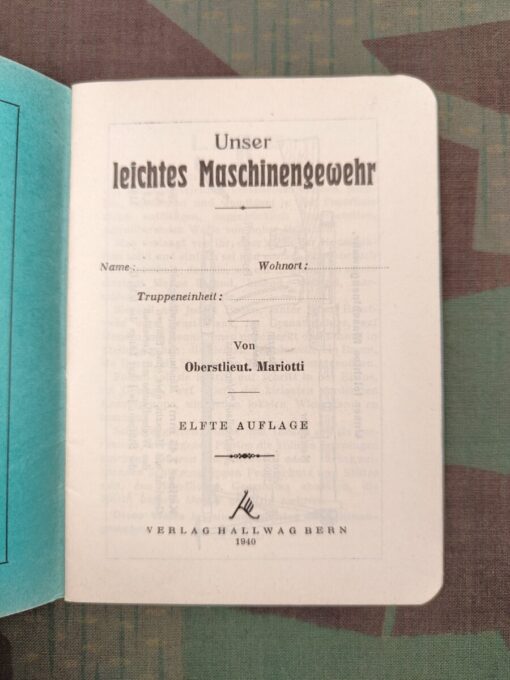 Unser
leichtes Maschinengewehr
Name: Wohnort:
Truppeneinheit:
Von
Oberstlieut. Mariotti
ELFTE AUFLAGE
VERLAG HALLWAG BERN
1940